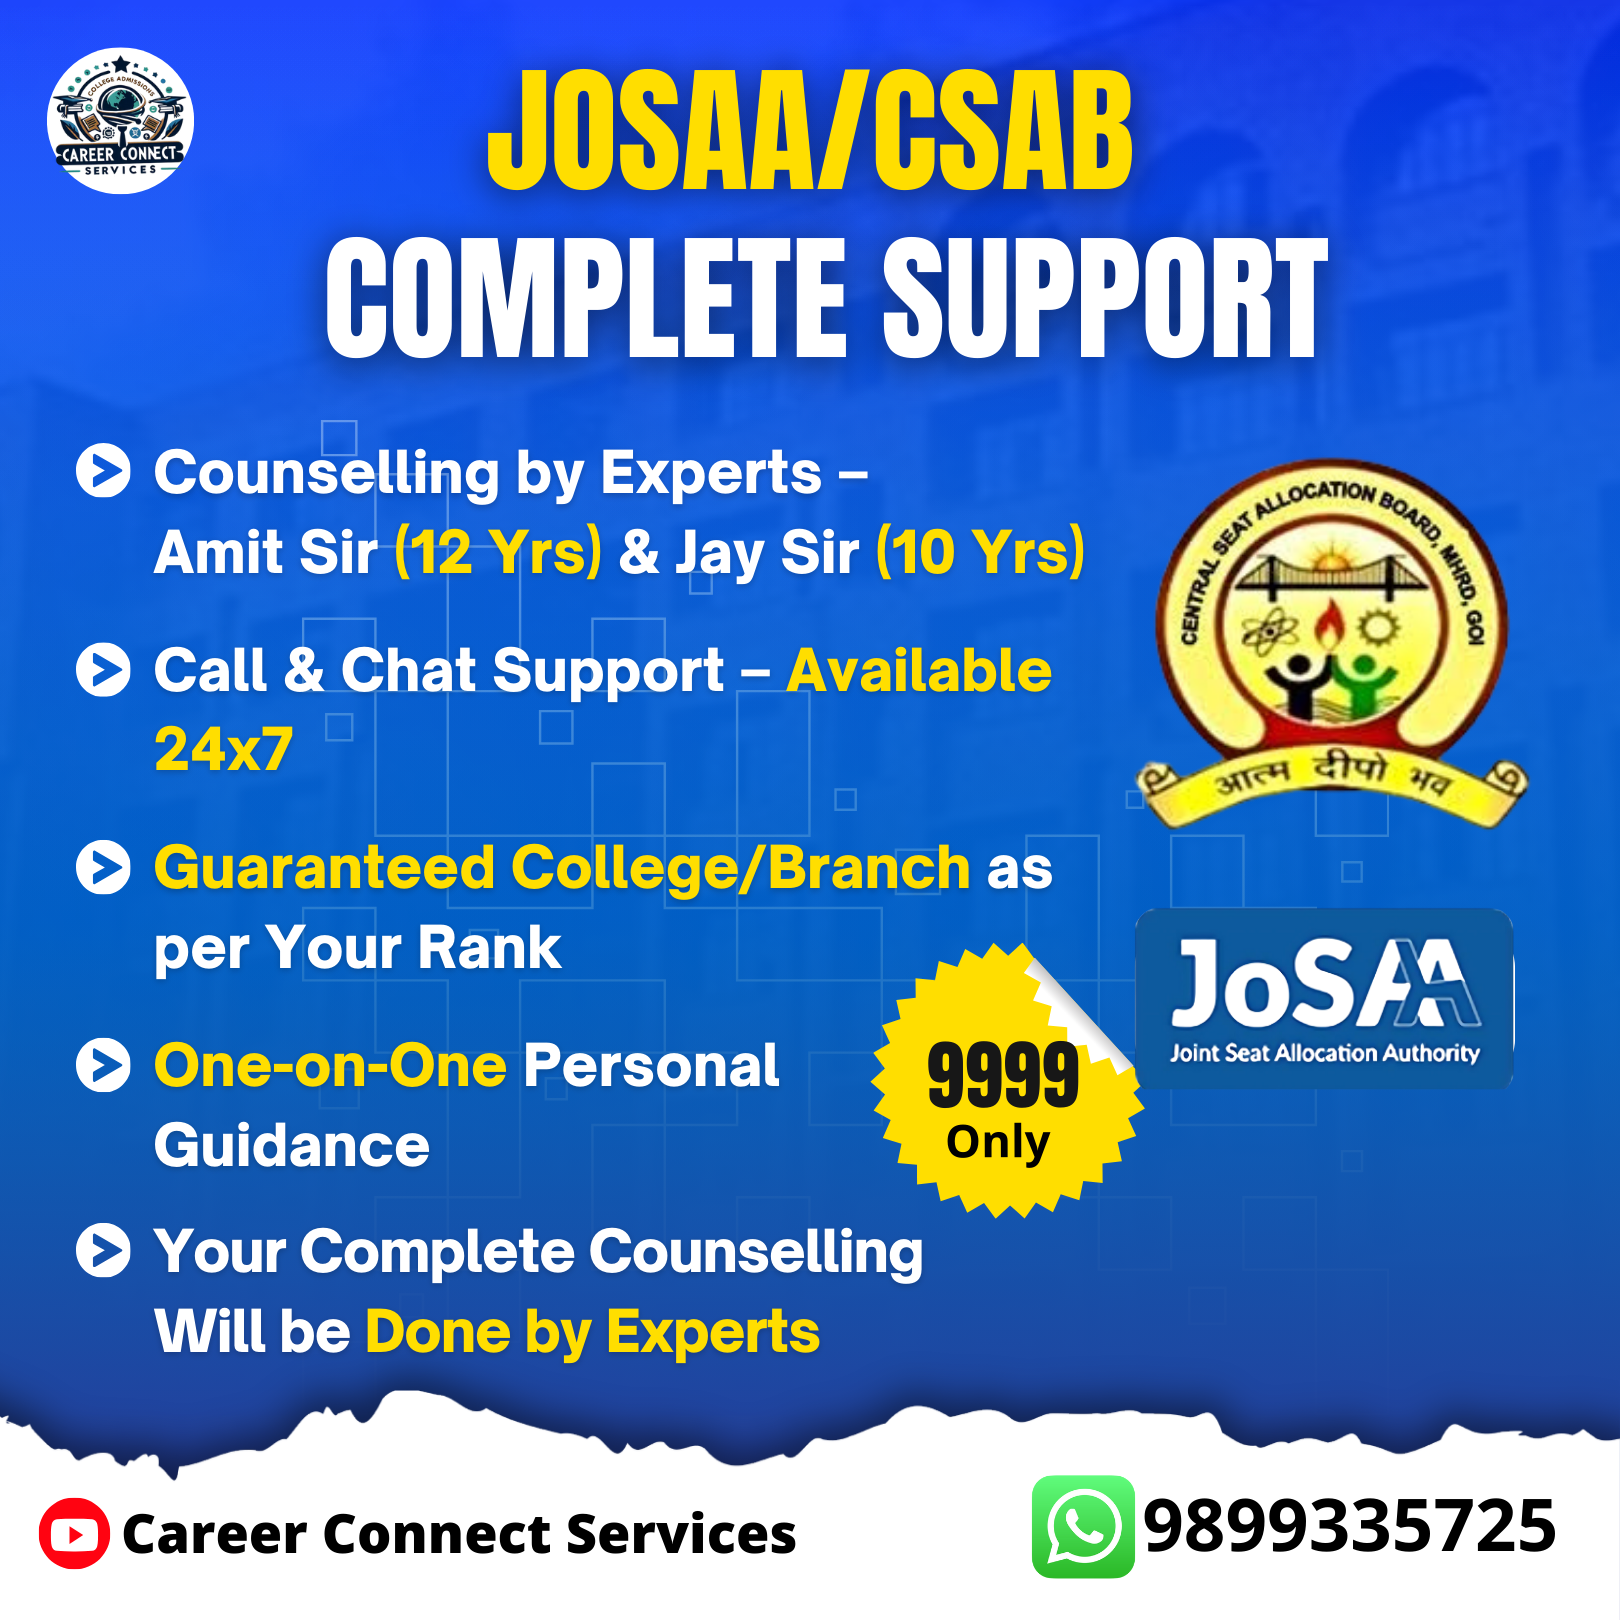 COLLEGE ADMISSIONS
CAREER CONNECT
SERVICES
JOSAA/CSAB
COMPLETE SUPPORT
Counselling by Experts –
Amit Sir (12 Yrs) & Jay Sir (10 Yrs)
Call & Chat Support – Available
24x7
Guaranteed College/Branch as
per Your Rank
One-on-One Personal
Guidance
Your Complete Counselling
Will be Done by Experts
CENTRAL SEAT ALLOCATION BOARD, MHRD, GOI
आत्म दीपो भव
JoSAA
Joint Seat Allocation Authority
9999
Only
Career Connect Services
9899335725